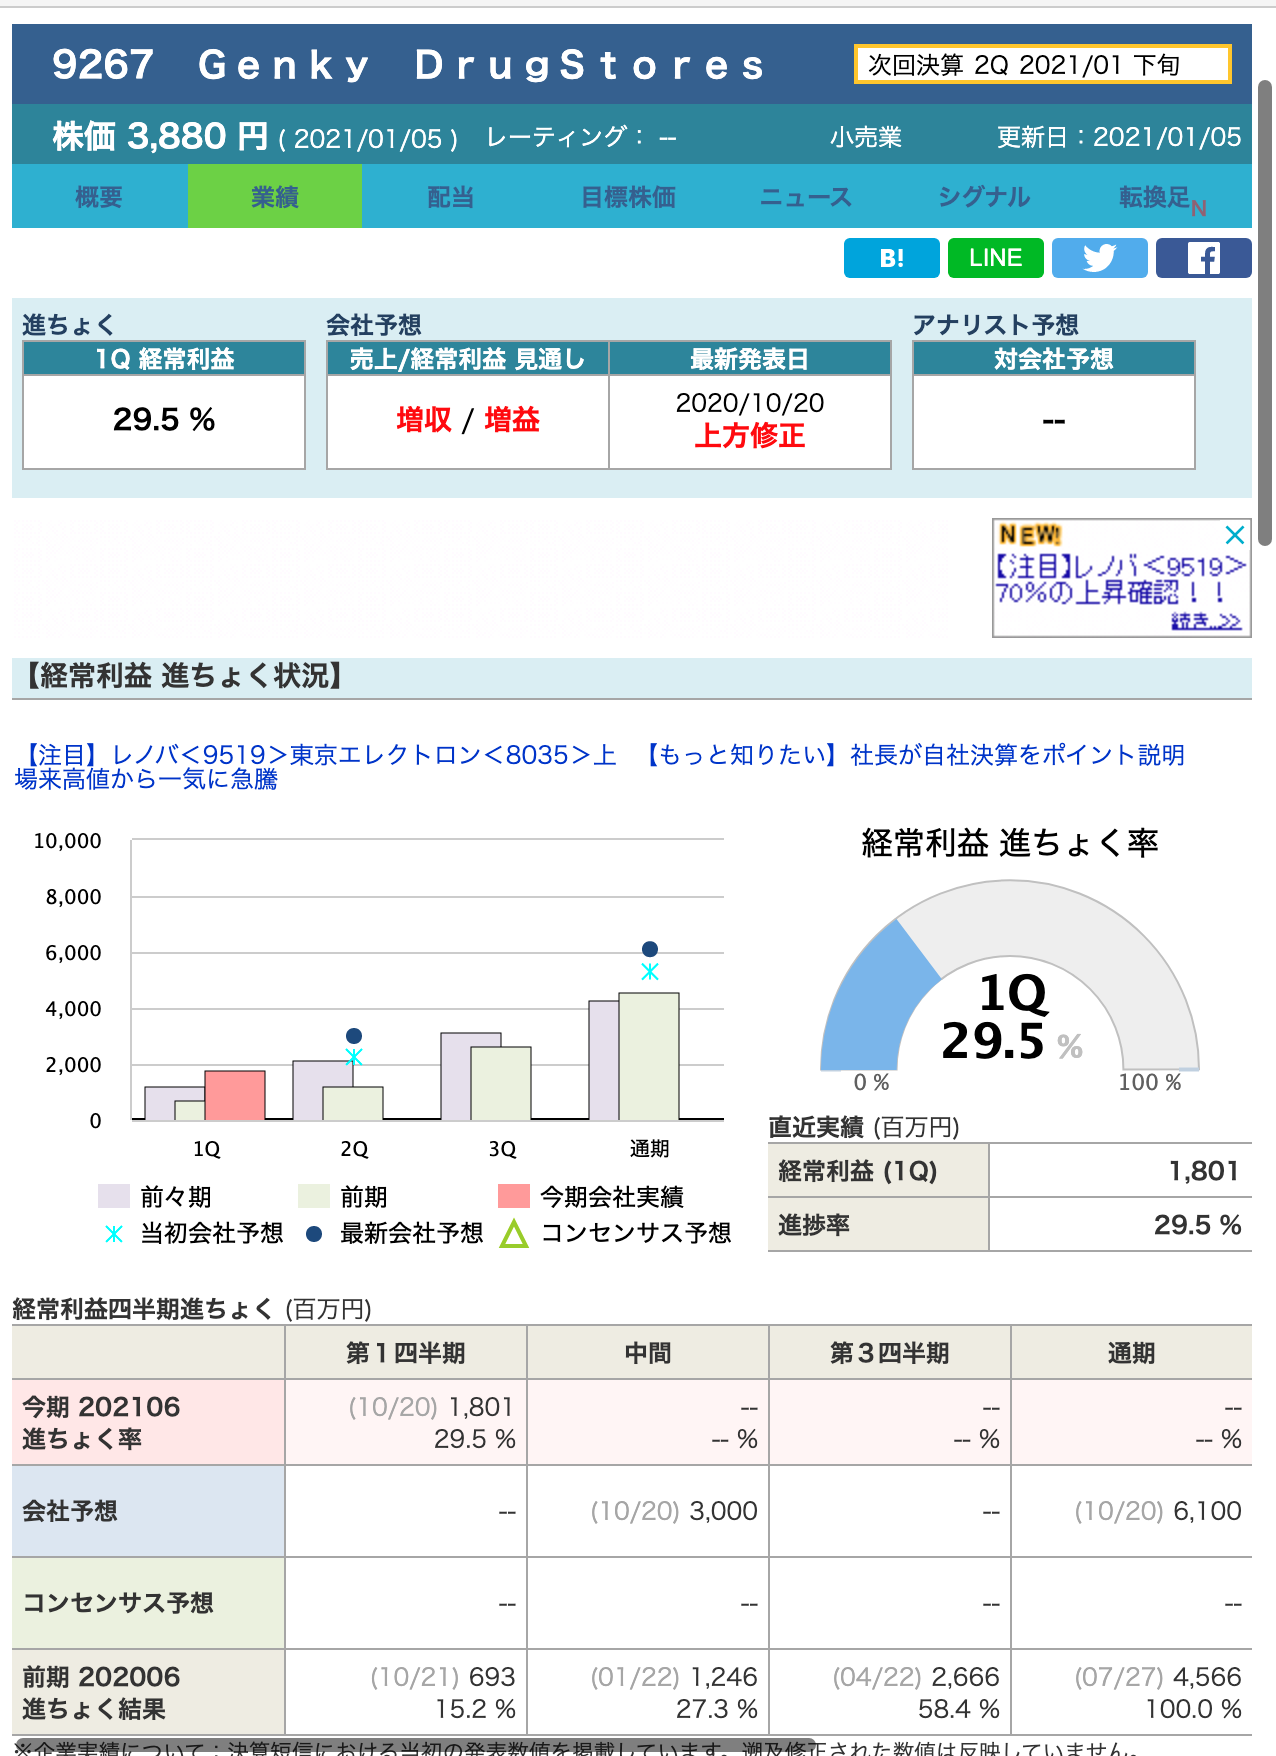 9267 Genky DrugStores
次回決算 2Q 2021/01 下旬
株価 3,880 円 ( 2021/01/05 ) レーティング： -- 小売業 更新日：2021/01/05
概要 業績 配当 目標株価 ニュース シグナル 転換足N
B! LINE
進ちょく 会社予想 アナリスト予想
1Q 経常利益 売上/経常利益 見通し 最新発表日 対会社予想
29.5 % 増収 / 増益 2020/10/20 --
上方修正
NEW!
【注目】レノバ<9519>
70%の上昇確認！！
続き..>>
【経常利益 進ちょく状況】
【注目】レノバ＜9519＞東京エレクトロン＜8035＞上
場来高値から一気に急騰
【もっと知りたい】社長が自社決算をポイント説明
10,000
8,000
6,000
4,000
2,000
0
1Q 2Q 3Q 通期
前々期 前期 今期会社実績
当初会社予想 最新会社予想 コンセンサス予想
経常利益 進ちょく率
1Q
29.5 %
0 % 100 %
直近実績 (百万円)
経常利益 (1Q) 1,801
進捗率 29.5 %
経常利益四半期進ちょく (百万円)
第１四半期 中間 第３四半期 通期
今期 202106 (10/20) 1,801 -- -- --
進ちょく率 29.5 % -- % -- % -- %
会社予想 -- (10/20) 3,000 -- (10/20) 6,100
コンセンサス予想 -- -- -- --
前期 202006 (10/21) 693 (01/22) 1,246 (04/22) 2,666 (07/27) 4,566
進ちょく結果 15.2 % 27.3 % 58.4 % 100.0 %
※企業実績について：決算短信における当初の発表数値を掲載しています。遡及修正された数値は反映していません。